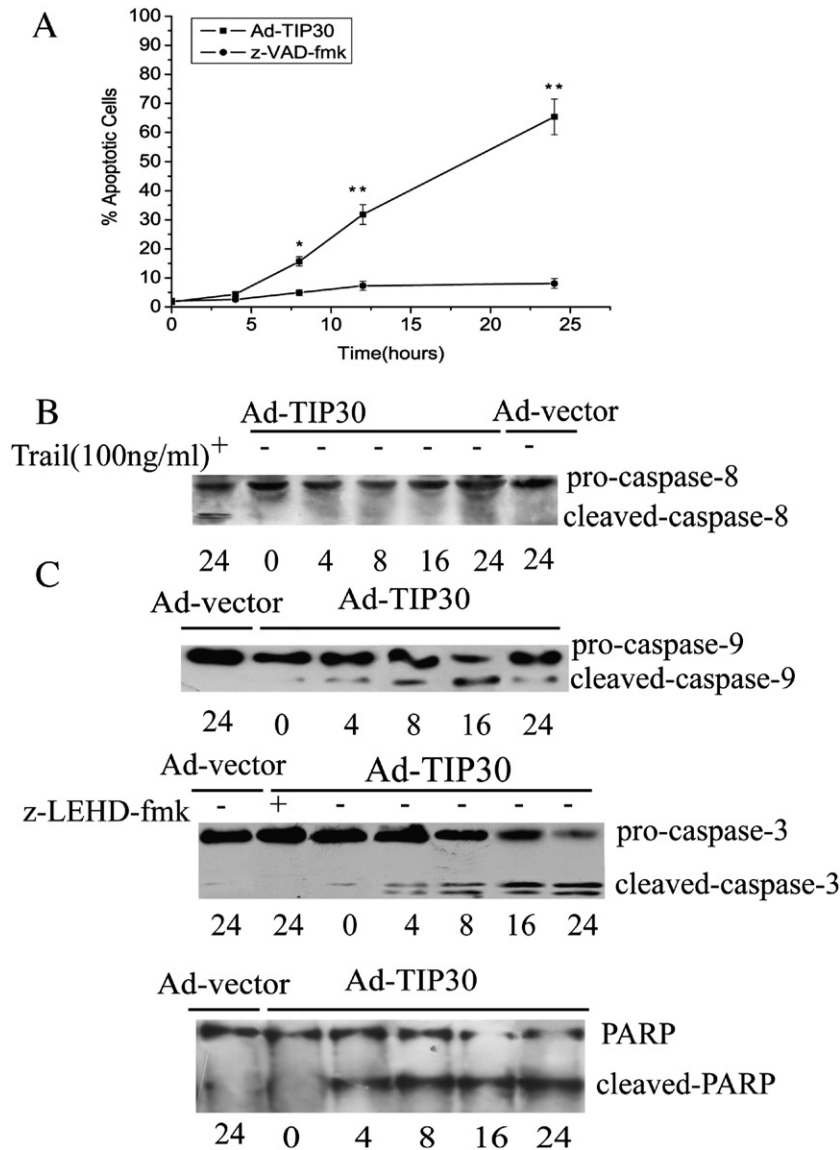 A
100
90
80
70
60
50
40
30
20
10
0
% Apoptotic Cells
Ad-TIP30
z-VAD-fmk
*
**
**
0 5 10 15 20 25
Time(hours)
B
Ad-TIP30 Ad-vector
Trail(100ng/ml) + - - - - - -
pro-caspase-8
cleaved-caspase-8
24 0 4 8 16 24 24
C
Ad-vector Ad-TIP30
pro-caspase-9
cleaved-caspase-9
24 0 4 8 16 24
Ad-vector Ad-TIP30
z-LEHD-fmk - + - - - - -
pro-caspase-3
cleaved-caspase-3
24 24 0 4 8 16 24
Ad-vector Ad-TIP30
PARP
cleaved-PARP
24 0 4 8 16 24